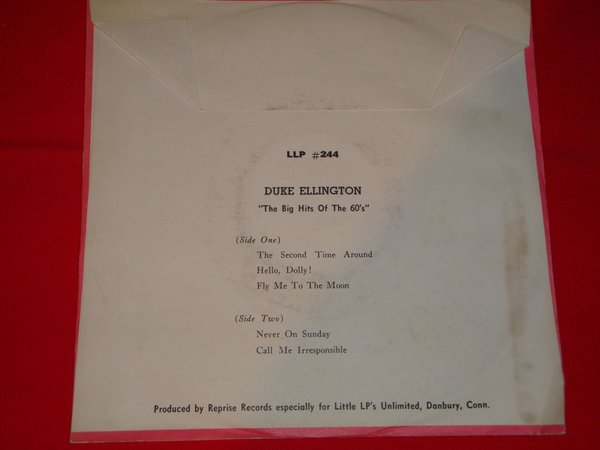 LLP #244
DUKE ELLINGTON
"The Big Hits Of The 60's"
(Side One)
The Second Time Around
Hello, Dolly!
Fly Me To The Moon
(Side Two)
Never On Sunday
Call Me Irresponsible
Produced by Reprise Records especially for Little LP's Unlimited, Danbury, Conn.